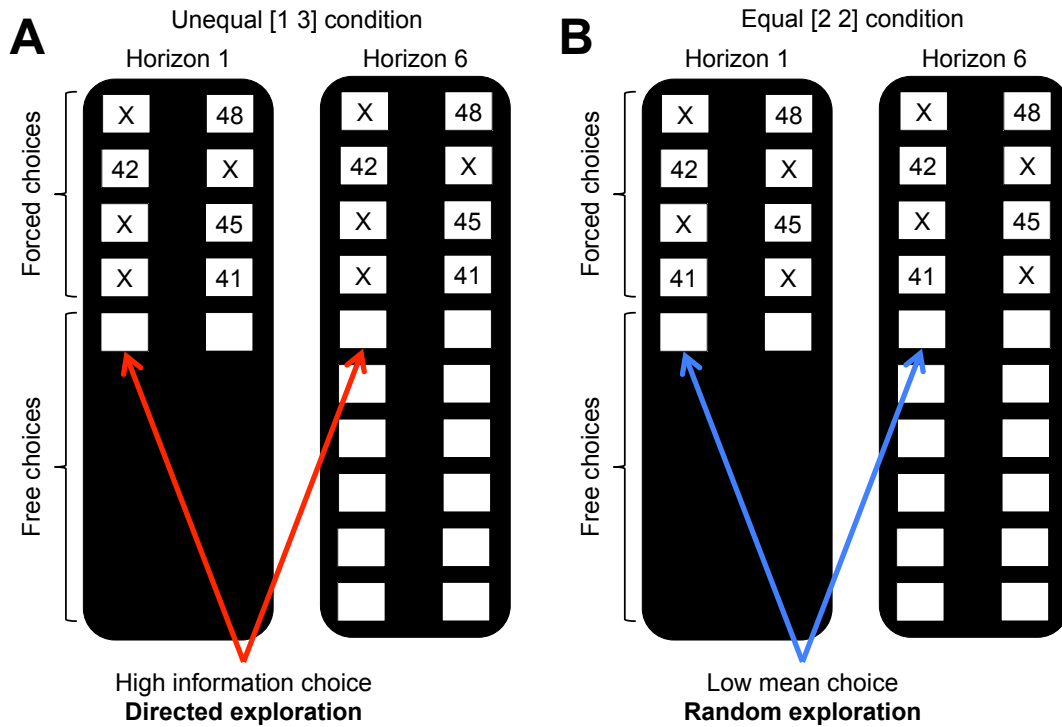 A
Unequal [1 3] condition
Horizon 1
Horizon 6
Forced choices
X 48
42 X
X 45
X 41
X 48
42 X
X 45
X 41
Free choices
High information choice
Directed exploration
B
Equal [2 2] condition
Horizon 1
Horizon 6
Forced choices
X 48
42 X
X 45
41 X
X 48
42 X
X 45
41 X
Free choices
Low mean choice
Random exploration